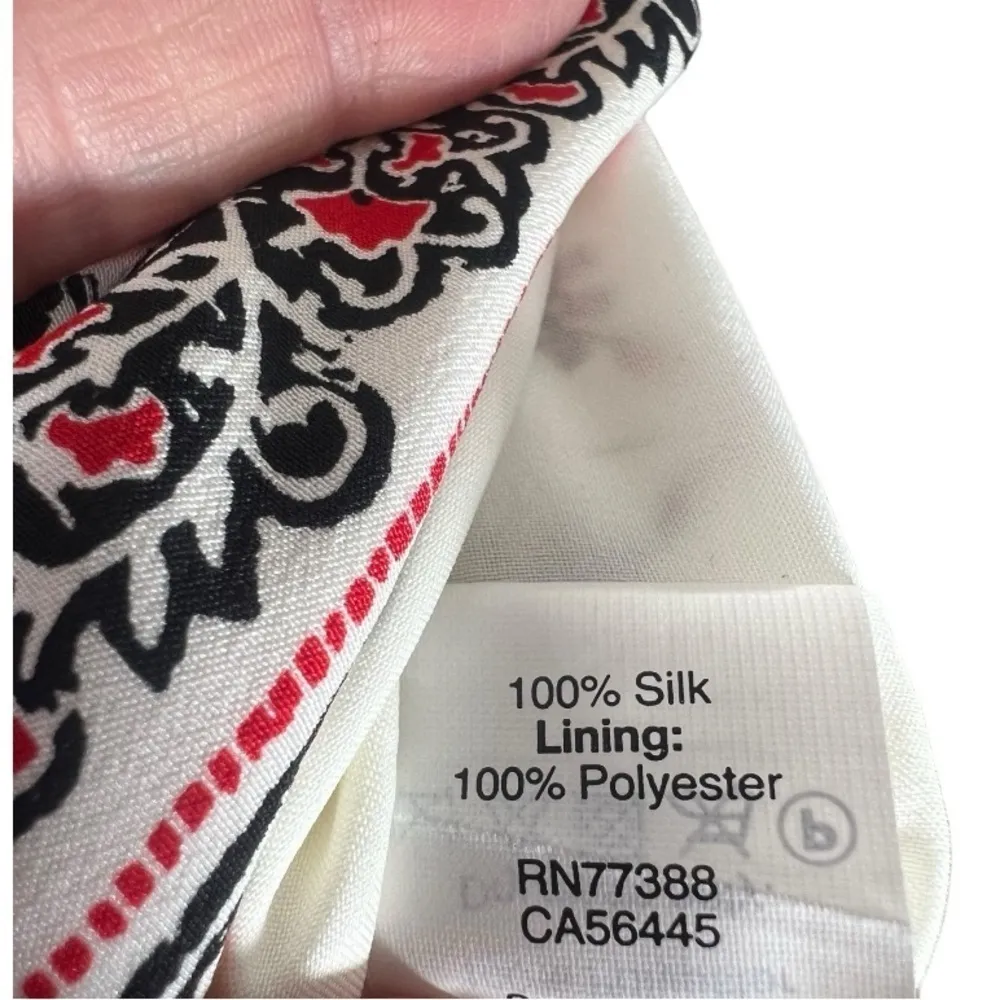 100% Silk
Lining:
100% Polyester
RN77388
CA56445